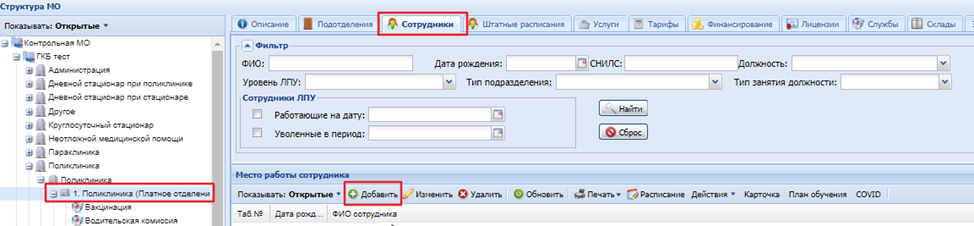 Структура МО
Показывать: Открытые
Контрольная МО
ГКБ тест
Администрация
Дневной стационар при поликлинике
Дневной стационар при стационаре
Другое
Круглосуточный стационар
Неотложной медицинской помощи
Параклиника
Поликлиника
Поликлиника
1. Поликлиника (Платное отделени
Вакцинация
Водительская комиссия
Описание Подотделения Сотрудники Штатные расписания Услуги Тарифы Финансирование Лицензии Службы Склады
Фильтр
ФИО: Дата рождения: СНИЛС: Должность:
Уровень ЛПУ: Тип подразделения: Тип занятия должности:
Сотрудники ЛПУ
Работающие на дату:
Уволенные в период:
Найти
Сброс
Место работы сотрудника
Показывать: Открытые Добавить Изменить Удалить Обновить Печать Расписание Действия Карточка План обучения COVID
Таб.№ Дата рожд... ФИО сотрудника